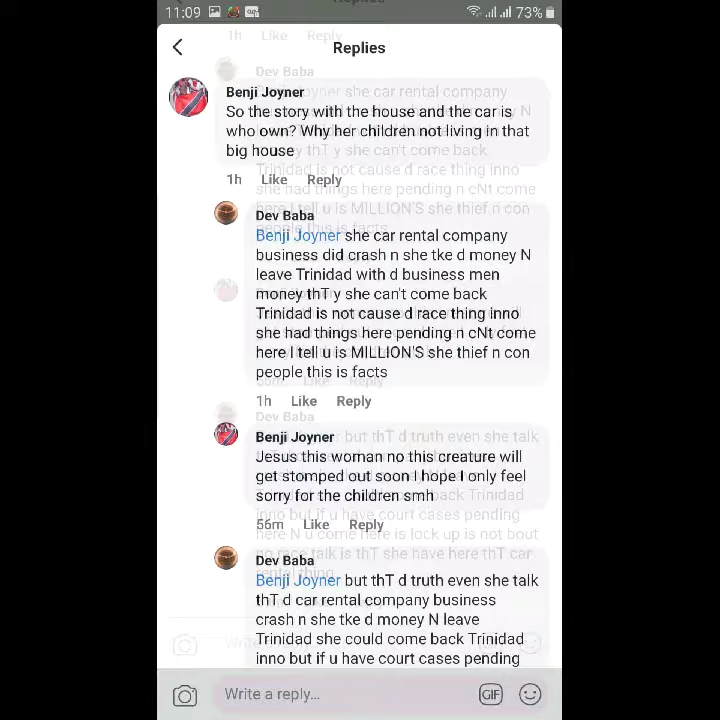 11:09
73%
Replies
Benji Joyner
So the story with the house and the car is
who own? Why her children not living in that
big house
1h Like Reply
Dev Baba
Benji Joyner she car rental company
business did crash n she tke d money N
leave Trinidad with d business men
money thT y she can't come back
Trinidad is not cause d race thing inno
she had things here pending n cNt come
here I tell u is MILLION'S she thief n con
people this is facts
1h Like Reply
Benji Joyner
Jesus this woman no this creature will
get stomped out soon I hope I only feel
sorry for the children smh
56m Like Reply
Dev Baba
Benji Joyner but thT d truth even she talk
thT d car rental company business
crash n she tke d money N leave
Trinidad she could come back Trinidad
inno but if u have court cases pending
Write a reply...
GIF